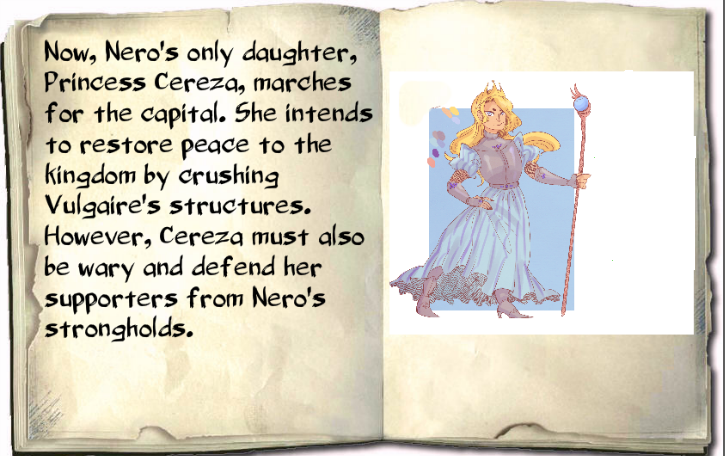 Now, Nero's only daughter,
Princess Cereza, marches
for the capital. She intends
to restore peace to the
kingdom by crushing
Vulgaire's structures.
However, Cereza must also
be wary and defend her
supporters from Nero's
strongholds.